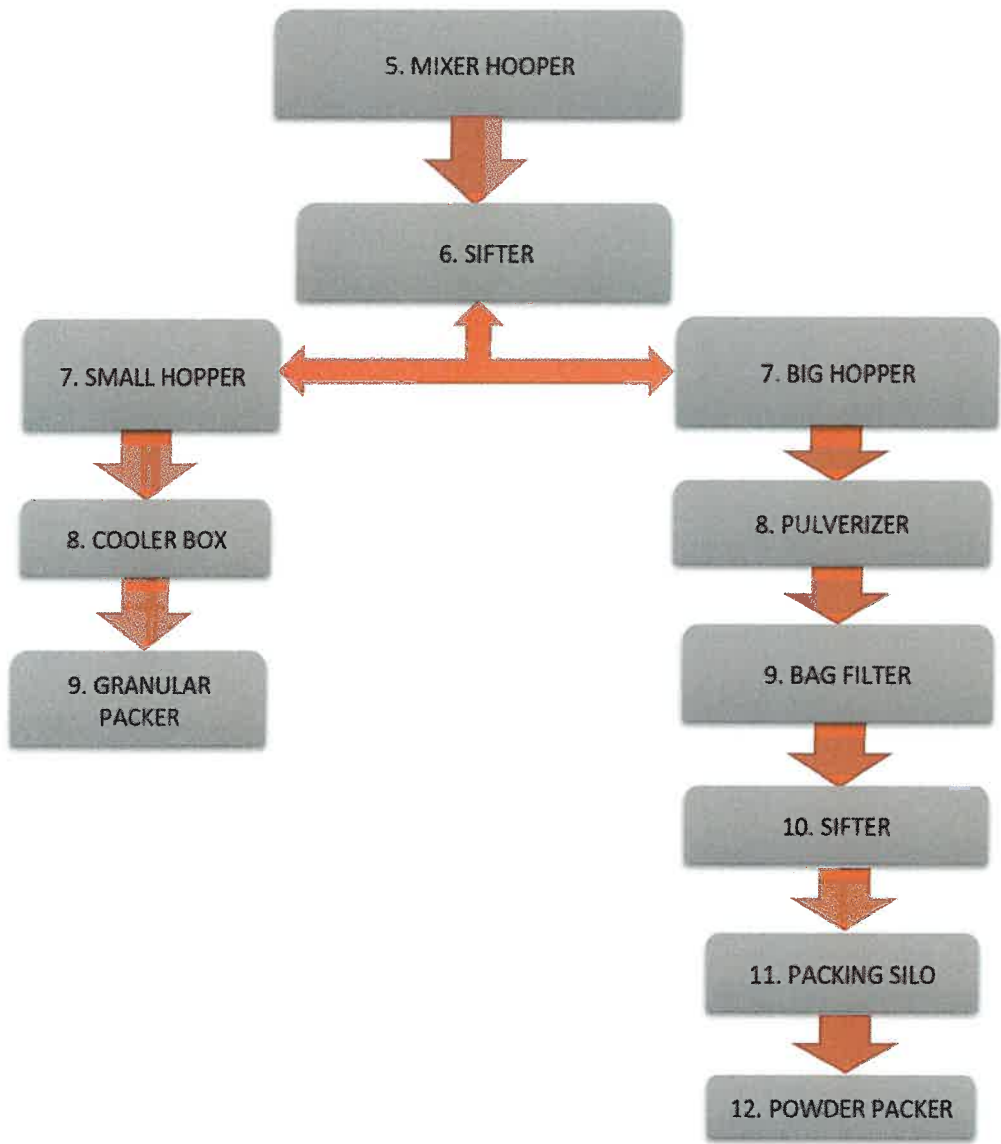 5. MIXER HOOPER
6. SIFTER
7. SMALL HOPPER
7. BIG HOPPER
8. COOLER BOX
8. PULVERIZER
9. GRANULAR
PACKER
9. BAG FILTER
10. SIFTER
11. PACKING SILO
12. POWDER PACKER